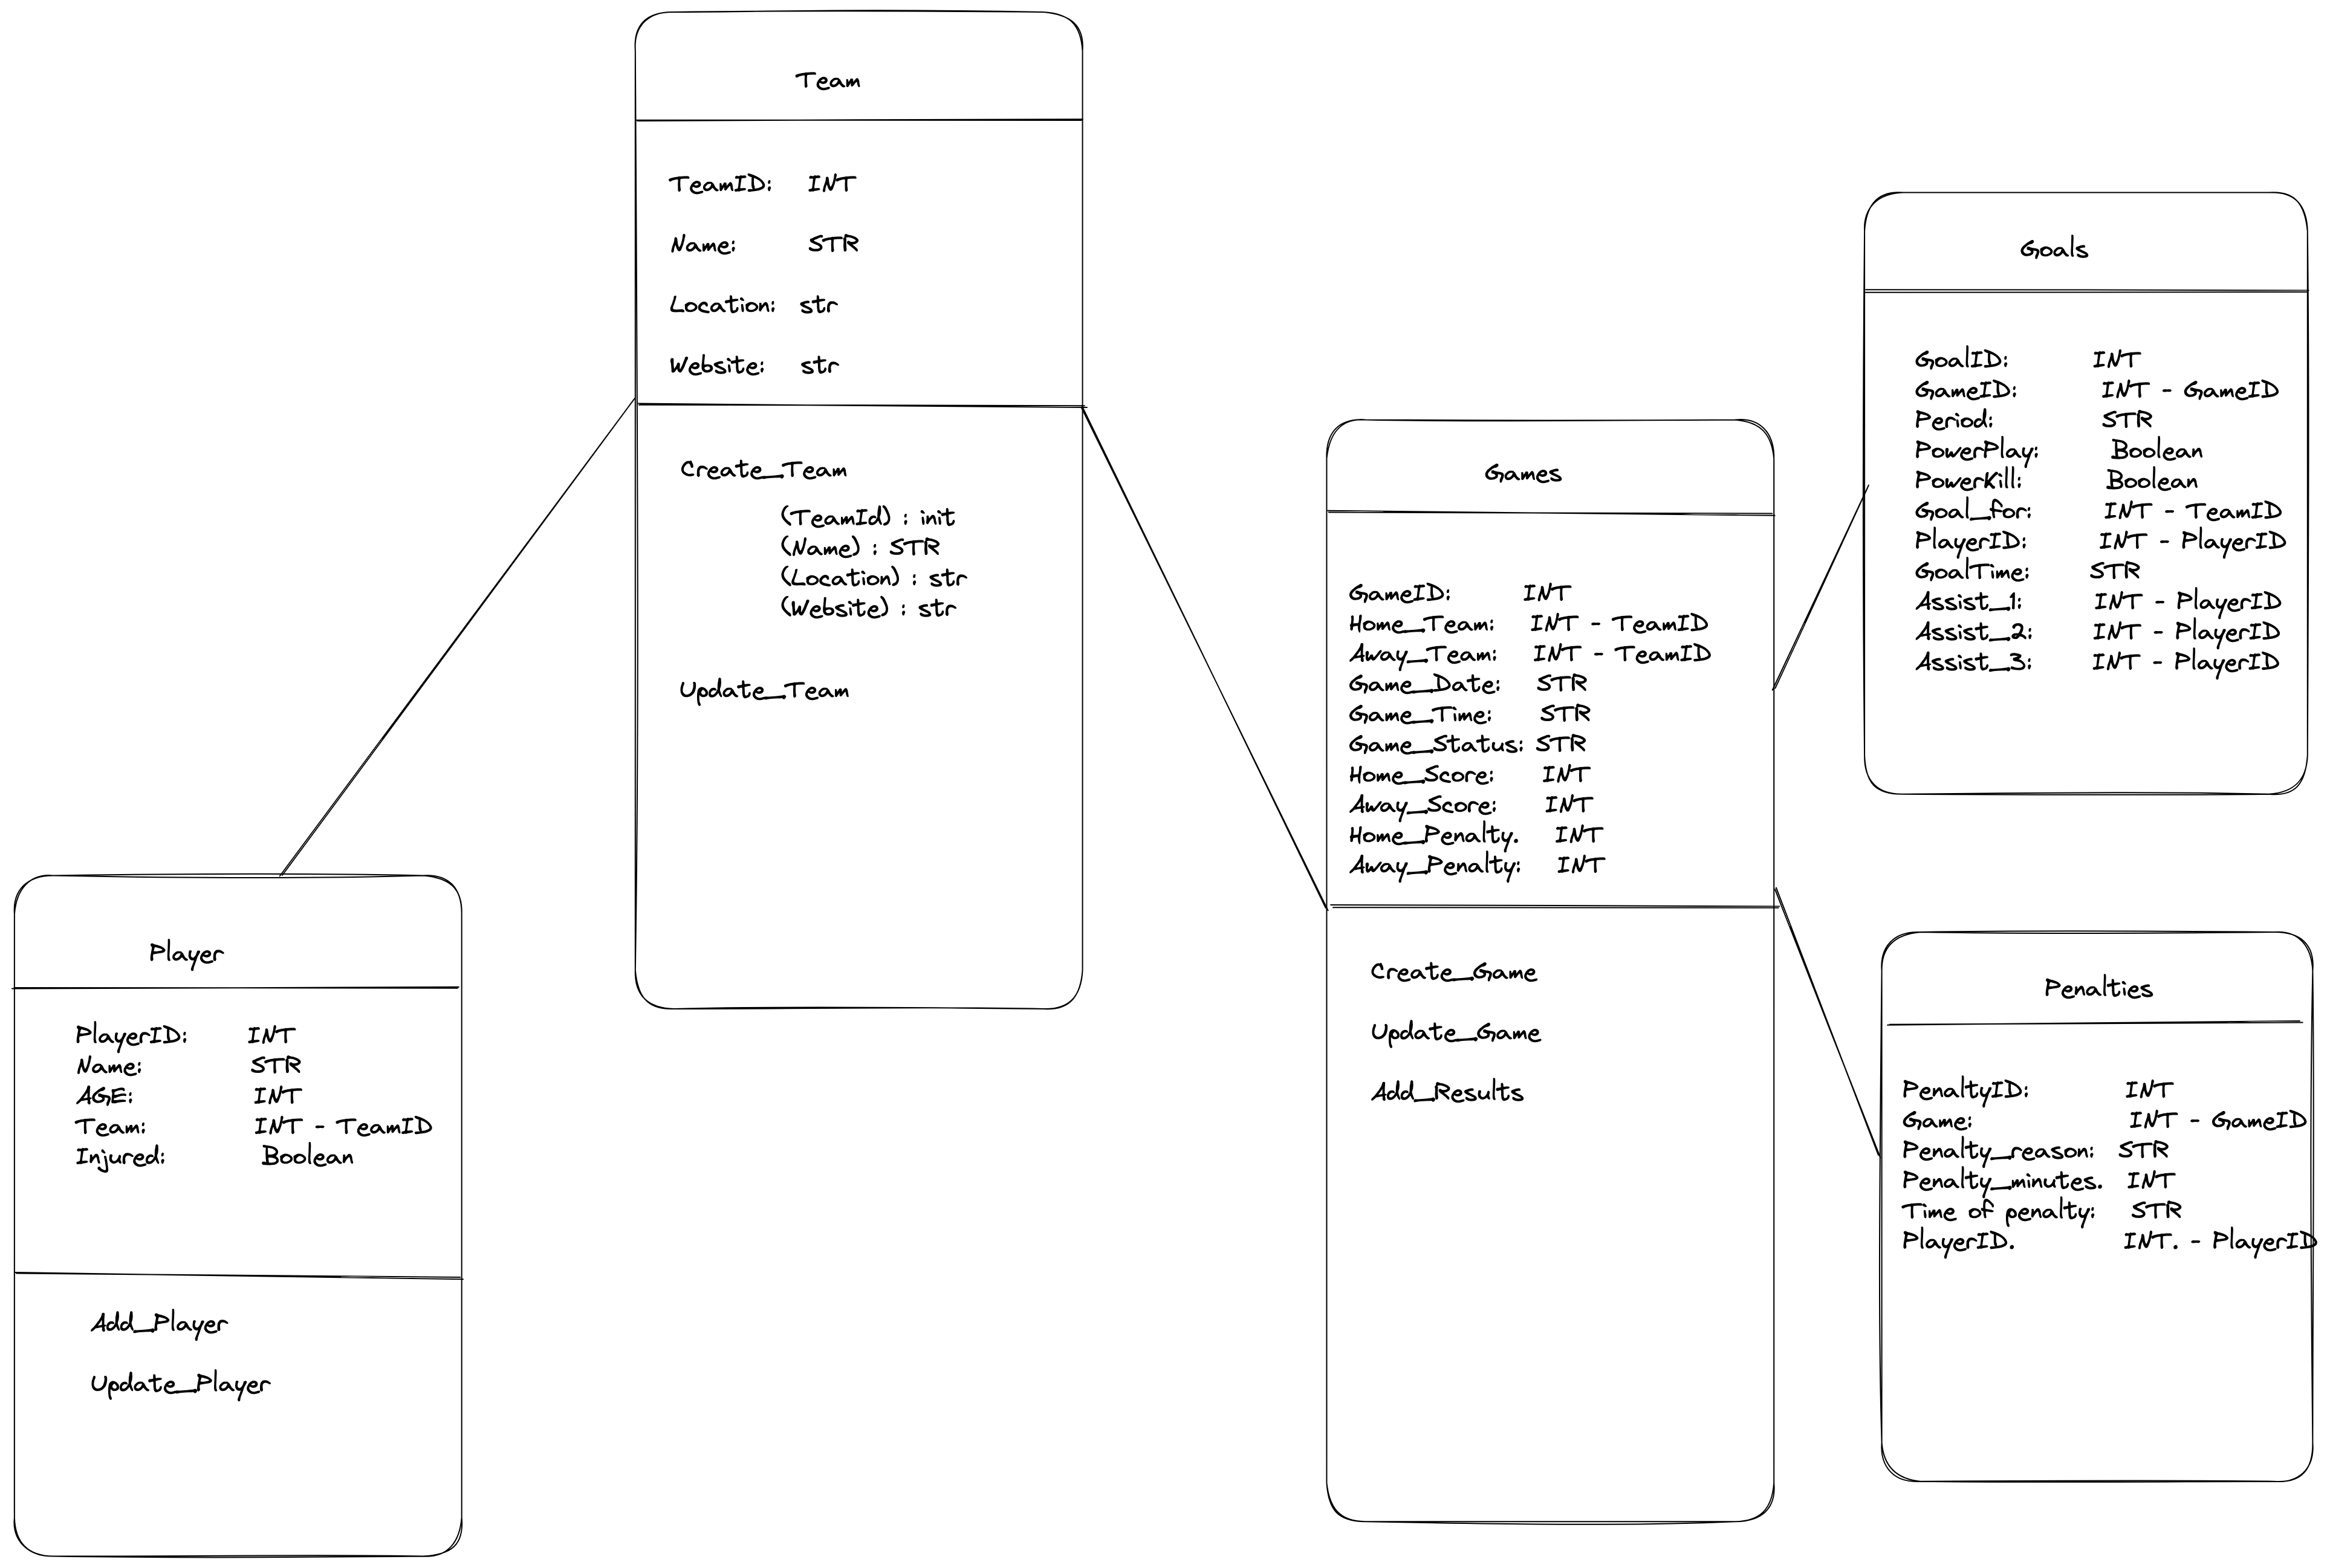 Team
TeamID: INT
Name: STR
Location: str
Website: str
Create_Team
(TeamId) : init
(Name) : STR
(Location) : str
(Website) : str
Update_Team
Player
PlayerID: INT
Name: STR
AGE: INT
Team: INT - TeamID
Injured: Boolean
Add_Player
Update_Player
Games
GameID: INT
Home_Team: INT - TeamID
Away_Team: INT - TeamID
Game_Date: STR
Game_Time: STR
Game_Status: STR
Home_Score: INT
Away_Score: INT
Home_Penalty. INT
Away_Penalty: INT
Create_Game
Update_Game
Add_Results
Goals
GoalID: INT
GameID: INT - GameID
Period: STR
PowerPlay: Boolean
PowerKill: Boolean
Goal_for: INT - TeamID
PlayerID: INT - PlayerID
GoalTime: STR
Assist_1: INT - PlayerID
Assist_2: INT - PlayerID
Assist_3: INT - PlayerID
Penalties
PenaltyID: INT
Game: INT - GameID
Penalty_reason: STR
Penalty_minutes. INT
Time of penalty: STR
PlayerID. INT. - PlayerID